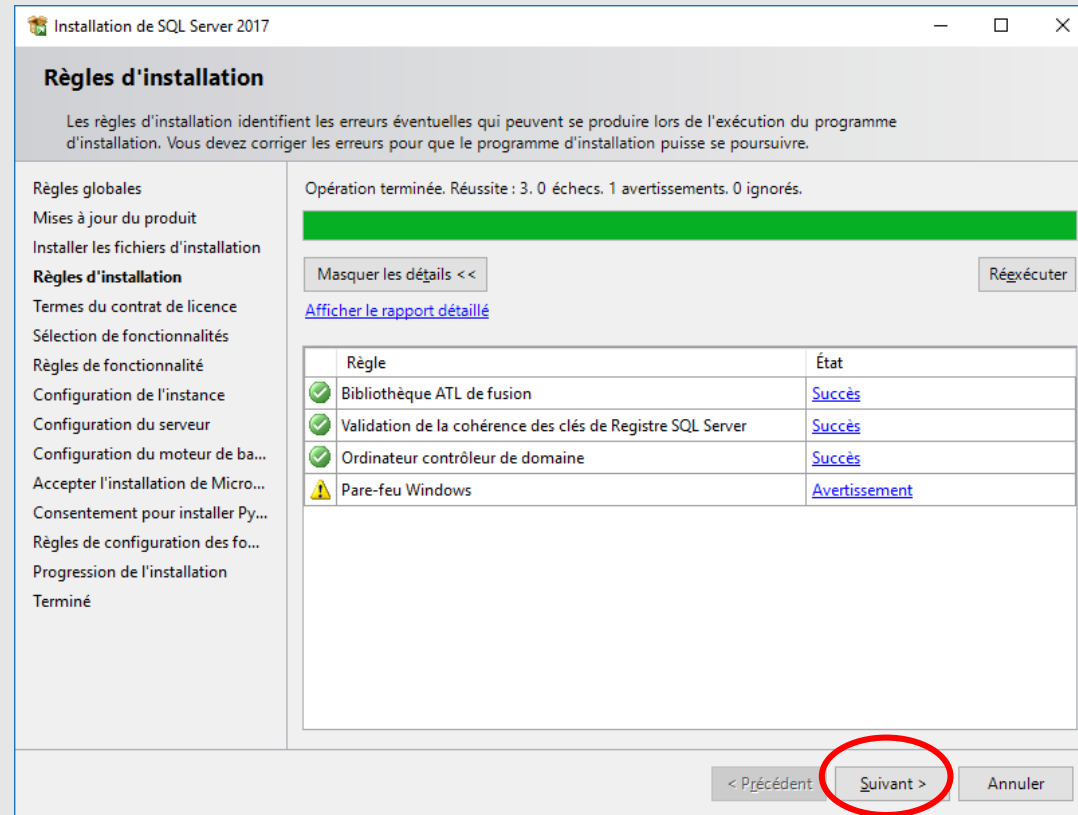 Installation de SQL Server 2017
Règles d'installation
Les règles d'installation identifient les erreurs éventuelles qui peuvent se produire lors de l'exécution du programme
d'installation. Vous devez corriger les erreurs pour que le programme d'installation puisse se poursuivre.
Règles globales
Mises à jour du produit
Installer les fichiers d'installation
Règles d'installation
Termes du contrat de licence
Sélection de fonctionnalités
Règles de fonctionnalité
Configuration de l'instance
Configuration du serveur
Configuration du moteur de ba...
Accepter l'installation de Micro...
Consentement pour installer Py...
Règles de configuration des fo...
Progression de l'installation
Terminé
Opération terminée. Réussite : 3. 0 échecs. 1 avertissements. 0 ignorés.
Masquer les détails <<
Réexécuter
Afficher le rapport détaillé
Règle État
Bibliothèque ATL de fusion Succès
Validation de la cohérence des clés de Registre SQL Server Succès
Ordinateur contrôleur de domaine Succès
Pare-feu Windows Avertissement
< Précédent Suivant > Annuler